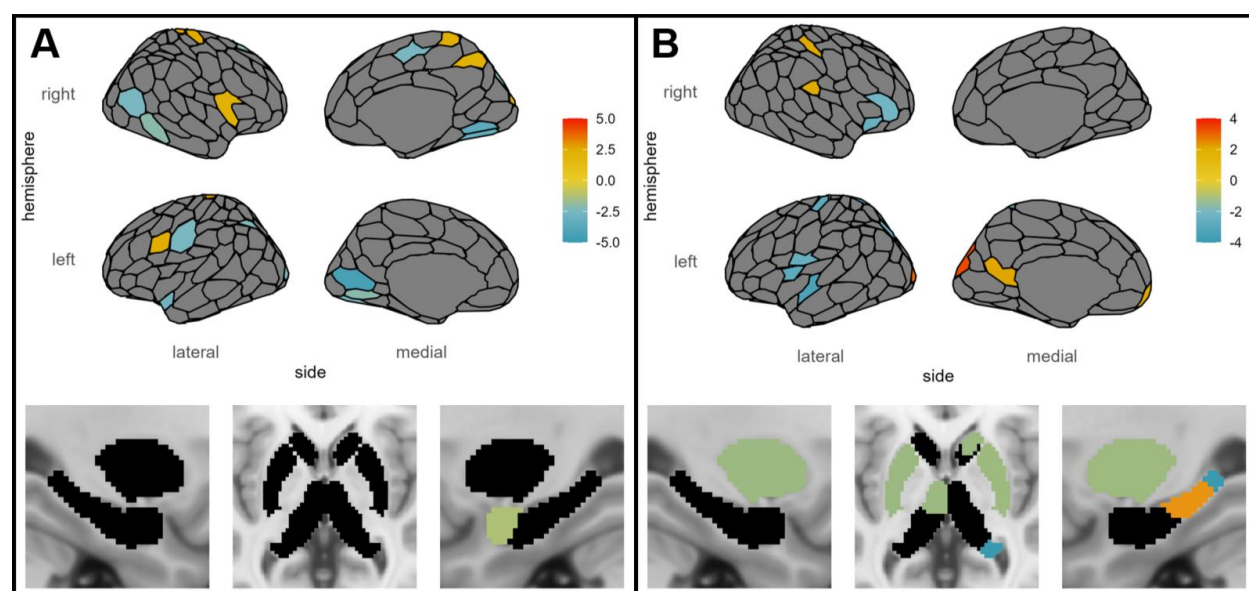 A
right
hemisphere
left
lateral
medial
side
5.0
2.5
0.0
-2.5
-5.0
B
right
hemisphere
left
lateral
medial
side
4
2
0
-2
-4